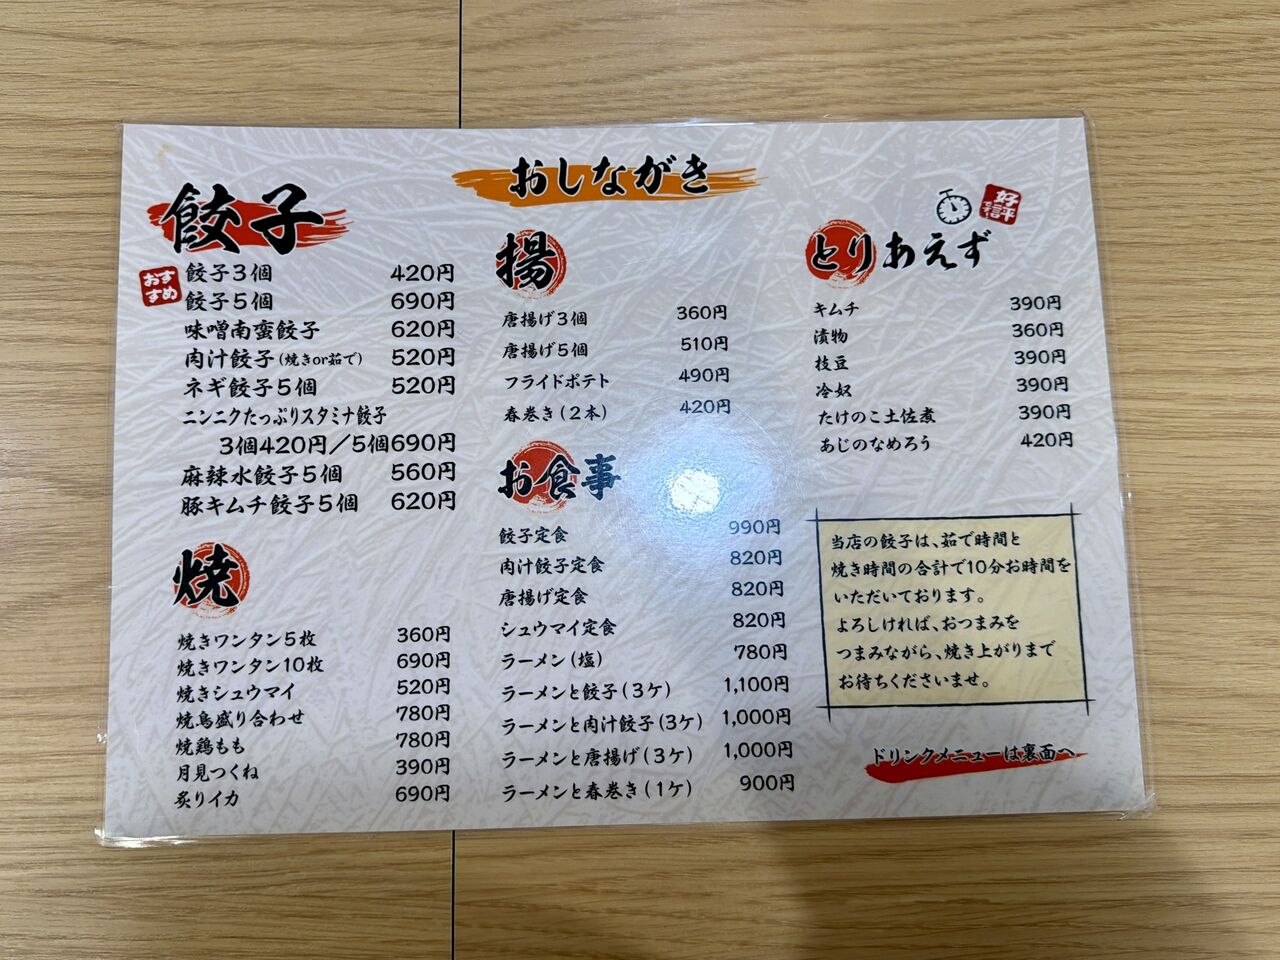 おしながき
餃子
おすすめ
餃子3個 420円
餃子5個 690円
味噌南蛮餃子 620円
肉汁餃子(焼きor茹で) 520円
ネギ餃子5個 520円
ニンニクたっぷりスタミナ餃子
3個420円/5個690円
麻辣水餃子5個 560円
豚キムチ餃子5個 620円
焼
焼きワンタン5枚 360円
焼きワンタン10枚 690円
焼きシュウマイ 520円
焼鳥盛り合わせ 780円
焼鶏もも 780円
月見つくね 390円
炙りイカ 690円
揚
唐揚げ3個 360円
唐揚げ5個 510円
フライドポテト 490円
春巻き(2本) 420円
お食事
餃子定食 990円
肉汁餃子定食 820円
唐揚げ定食 820円
シュウマイ定食 820円
ラーメン(塩) 780円
ラーメンと餃子(3ケ) 1,100円
ラーメンと肉汁餃子(3ケ) 1,000円
ラーメンと唐揚げ(3ケ) 1,000円
ラーメンと春巻き(1ケ) 900円
好評
です!
とりあえず
キムチ 390円
漬物 360円
枝豆 390円
冷奴 390円
たけのこ土佐煮 390円
あじのなめろう 420円
当店の餃子は、茹で時間と
焼き時間の合計で10分お時間を
いただいております。
よろしければ、おつまみを
つまみながら、焼き上がりまで
お待ちくださいませ。
ドリンクメニューは裏面へ